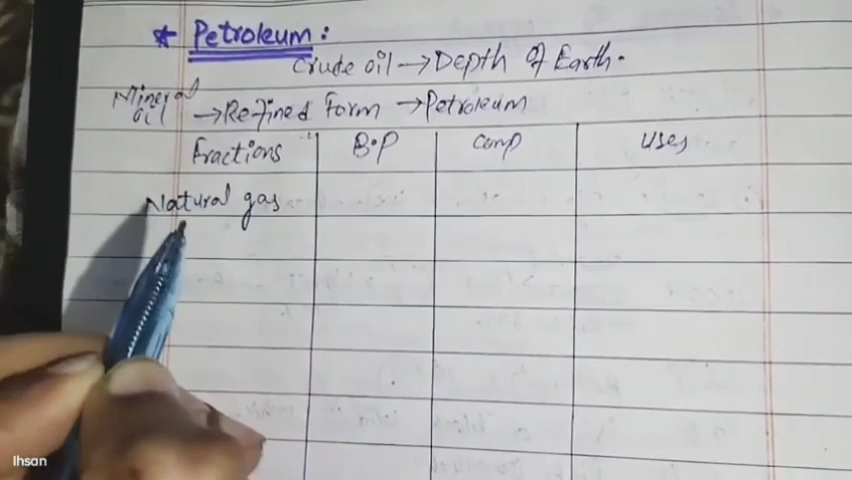 * Petroleum:
Crude oil → Depth of Earth.
Mineral oil → Refined Form → Petroleum
Fractions B.P Comp Uses
Natural gas
Ihsan